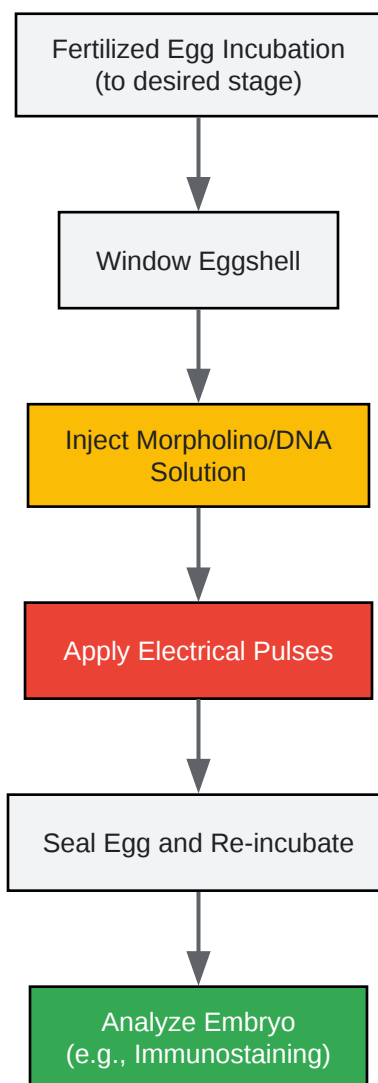 Fertilized Egg Incubation
(to desired stage)
Window Eggshell
Inject Morpholino/DNA
Solution
Apply Electrical Pulses
Seal Egg and Re-incubate
Analyze Embryo
(e.g., Immunostaining)